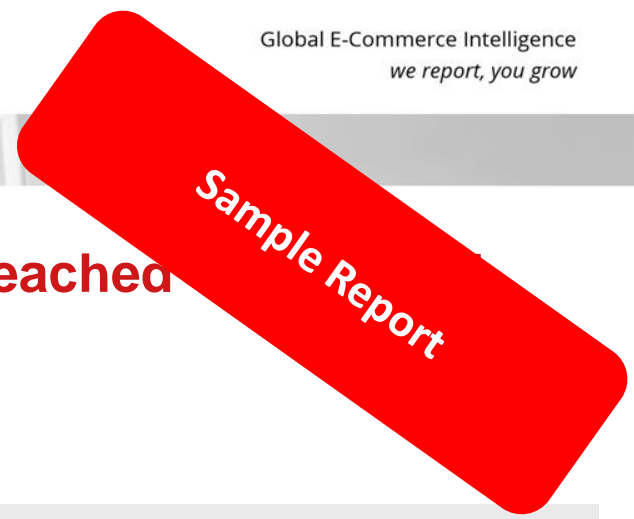 Global E-Commerce Intelligence
we report, you grow
Sample Report
eached